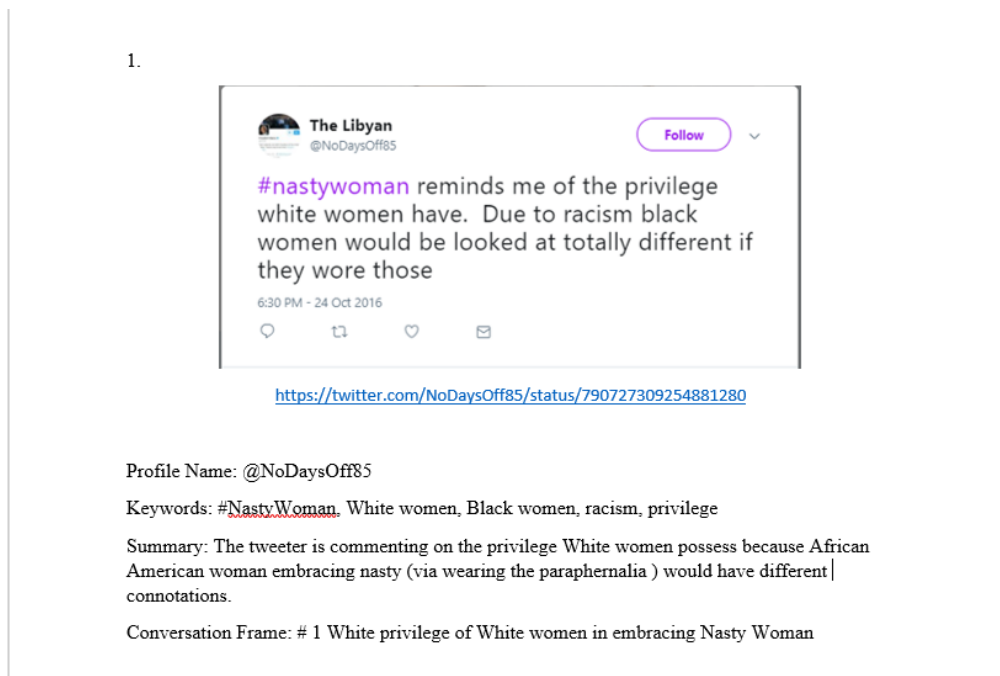 1.
The Libyan
@NoDaysOff85
Follow
#nastywoman reminds me of the privilege
white women have.  Due to racism black
women would be looked at totally different if
they wore those
6:30 PM - 24 Oct 2016
https://twitter.com/NoDaysOff85/status/790727309254881280
Profile Name: @NoDaysOff85
Keywords: #NastyWoman, White women, Black women, racism, privilege
Summary: The tweeter is commenting on the privilege White women possess because African
American woman embracing nasty (via wearing the paraphernalia ) would have different
connotations.
Conversation Frame: # 1 White privilege of White women in embracing Nasty Woman